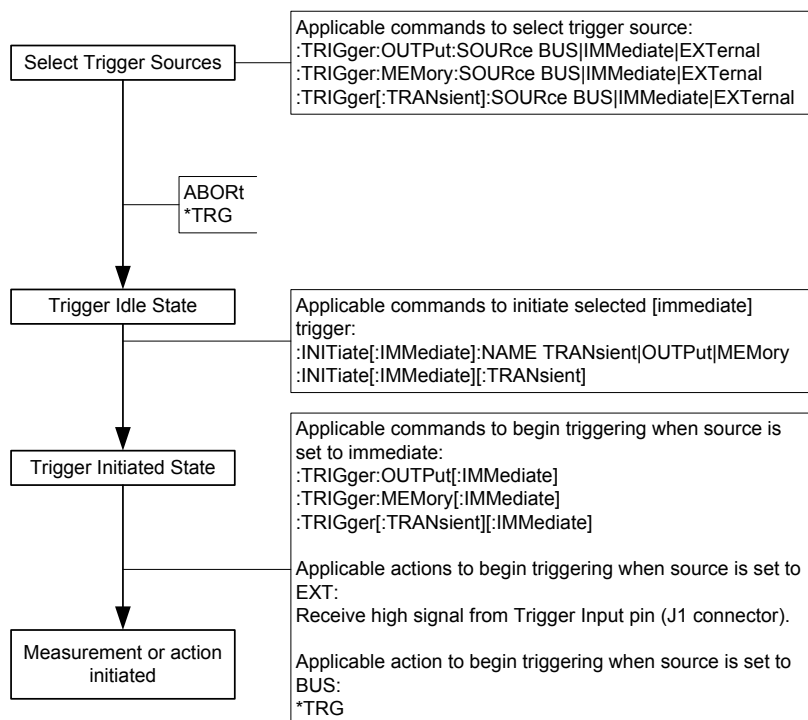 Select Trigger Sources
Applicable commands to select trigger source:
:TRIGger:OUTPut:SOURce BUS|IMMediate|EXTernal
:TRIGger:MEMory:SOURce BUS|IMMediate|EXTernal
:TRIGger[:TRANsient]:SOURce BUS|IMMediate|EXTernal
ABORt
*TRG
Trigger Idle State
Applicable commands to initiate selected [immediate]
trigger:
:INITiate[:IMMediate]:NAME TRANsient|OUTPut|MEMory
:INITiate[:IMMediate][:TRANsient]
Trigger Initiated State
Applicable commands to begin triggering when source is
set to immediate:
:TRIGger:OUTPut[:IMMediate]
:TRIGger:MEMory[:IMMediate]
:TRIGger[:TRANsient][:IMMediate]
Applicable actions to begin triggering when source is set to
EXT:
Receive high signal from Trigger Input pin (J1 connector).
Applicable action to begin triggering when source is set to
BUS:
*TRG
Measurement or action
initiated